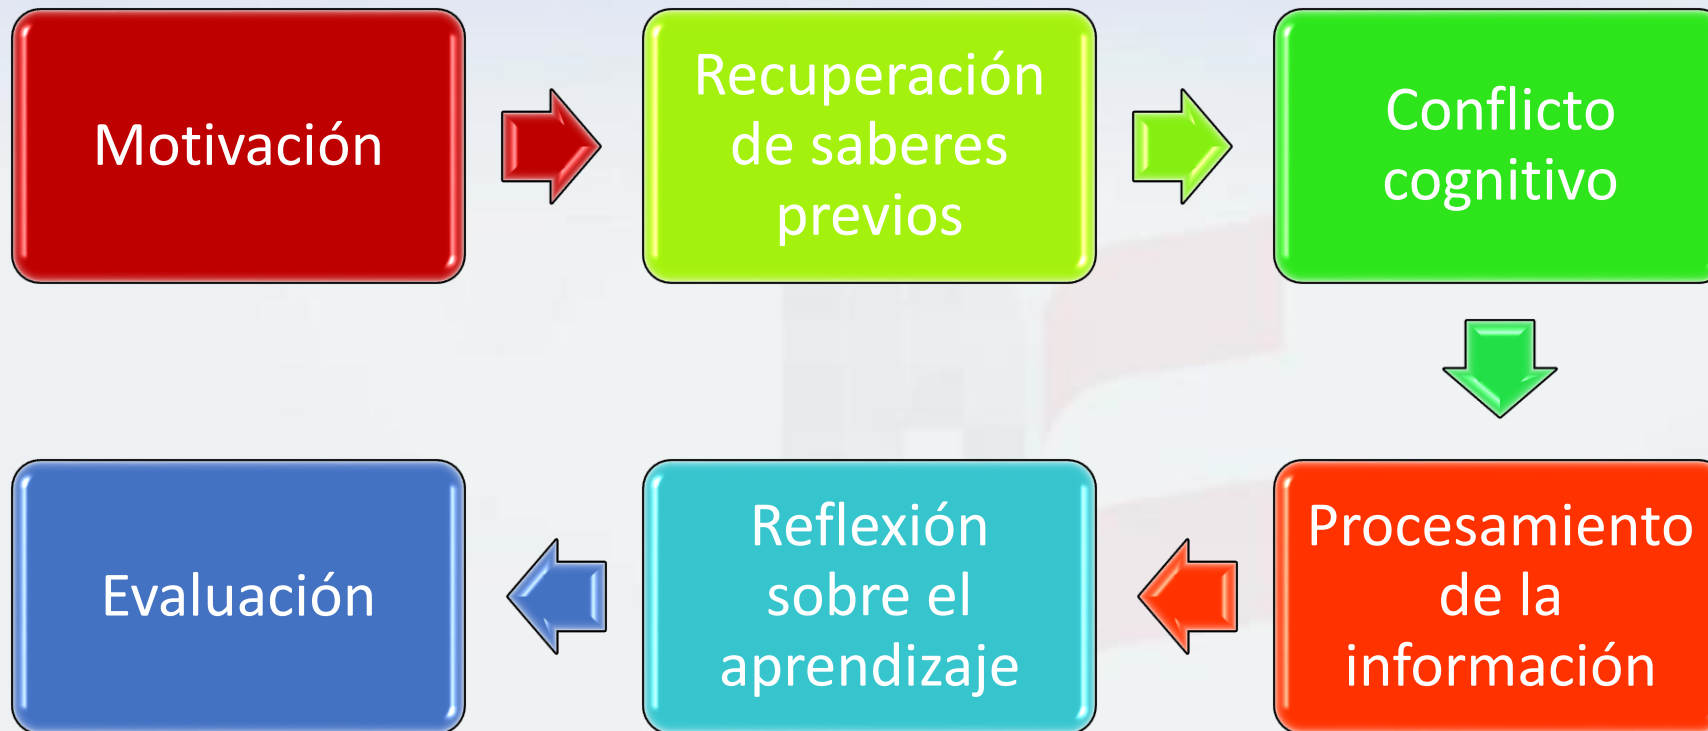 Motivación
Recuperación
de saberes
previos
Conflicto
cognitivo
Procesamiento
de la
información
Reflexión
sobre el
aprendizaje
Evaluación